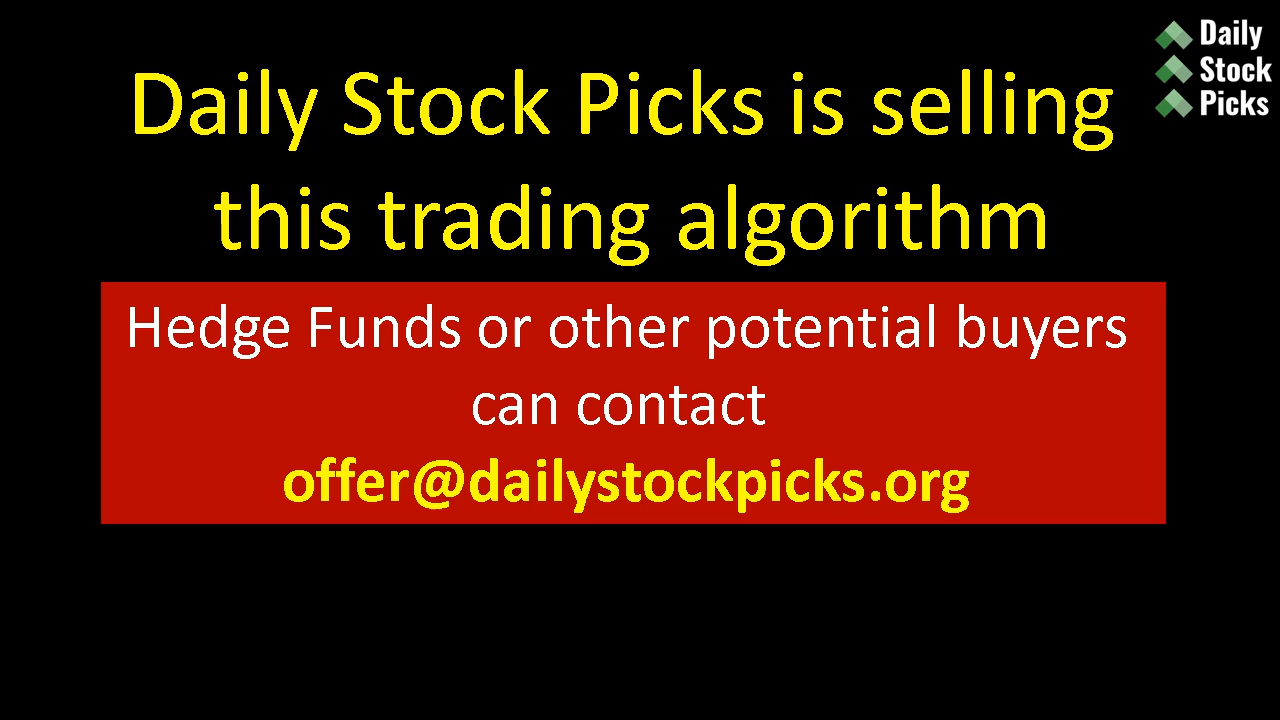 Daily
Stock
Picks
Daily Stock Picks is selling
this trading algorithm
Hedge Funds or other potential buyers
can contact
offer@dailystockpicks.org